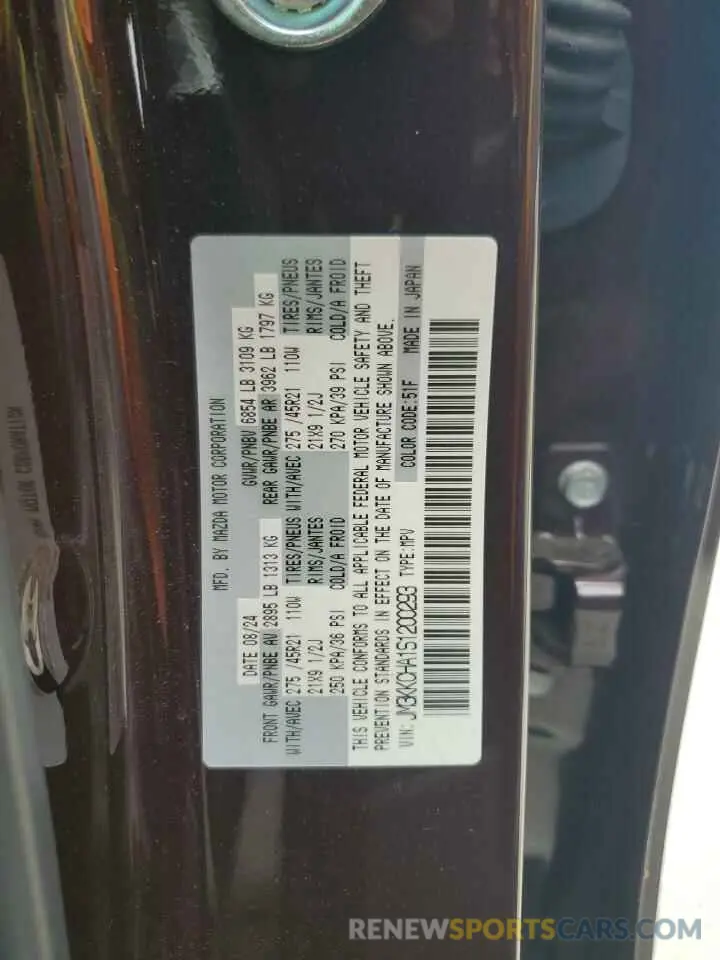 MFD. BY MAZDA MOTOR CORPORATION
DATE 08/24 GVWR/PNBV 6854 LB 3109 KG
FRONT GAWR/PNBE AV 2895 LB 1313 KG REAR GAWR/PNBE AR 3962 LB 1797 KG
WITH/AVEC 275 /45R21 110W TIRES/PNEUS WITH/AVEC 275 /45R21 110W TIRES/PNEUS
21X9 1/2J RIMS/JANTES 21X9 1/2J RIMS/JANTES
250 KPA/36 PSI COLD/A FROID 270 KPA/39 PSI COLD/A FROID
THIS VEHICLE CONFORMS TO ALL APPLICABLE FEDERAL MOTOR VEHICLE SAFETY AND THEFT
PREVENTION STANDARDS IN EFFECT ON THE DATE OF MANUFACTURE SHOWN ABOVE.
VIN: JM3KKCHA1S1200293 TYPE:MPV COLOR CODE:51F MADE IN JAPAN
RENEWSPORTSCARS.COM